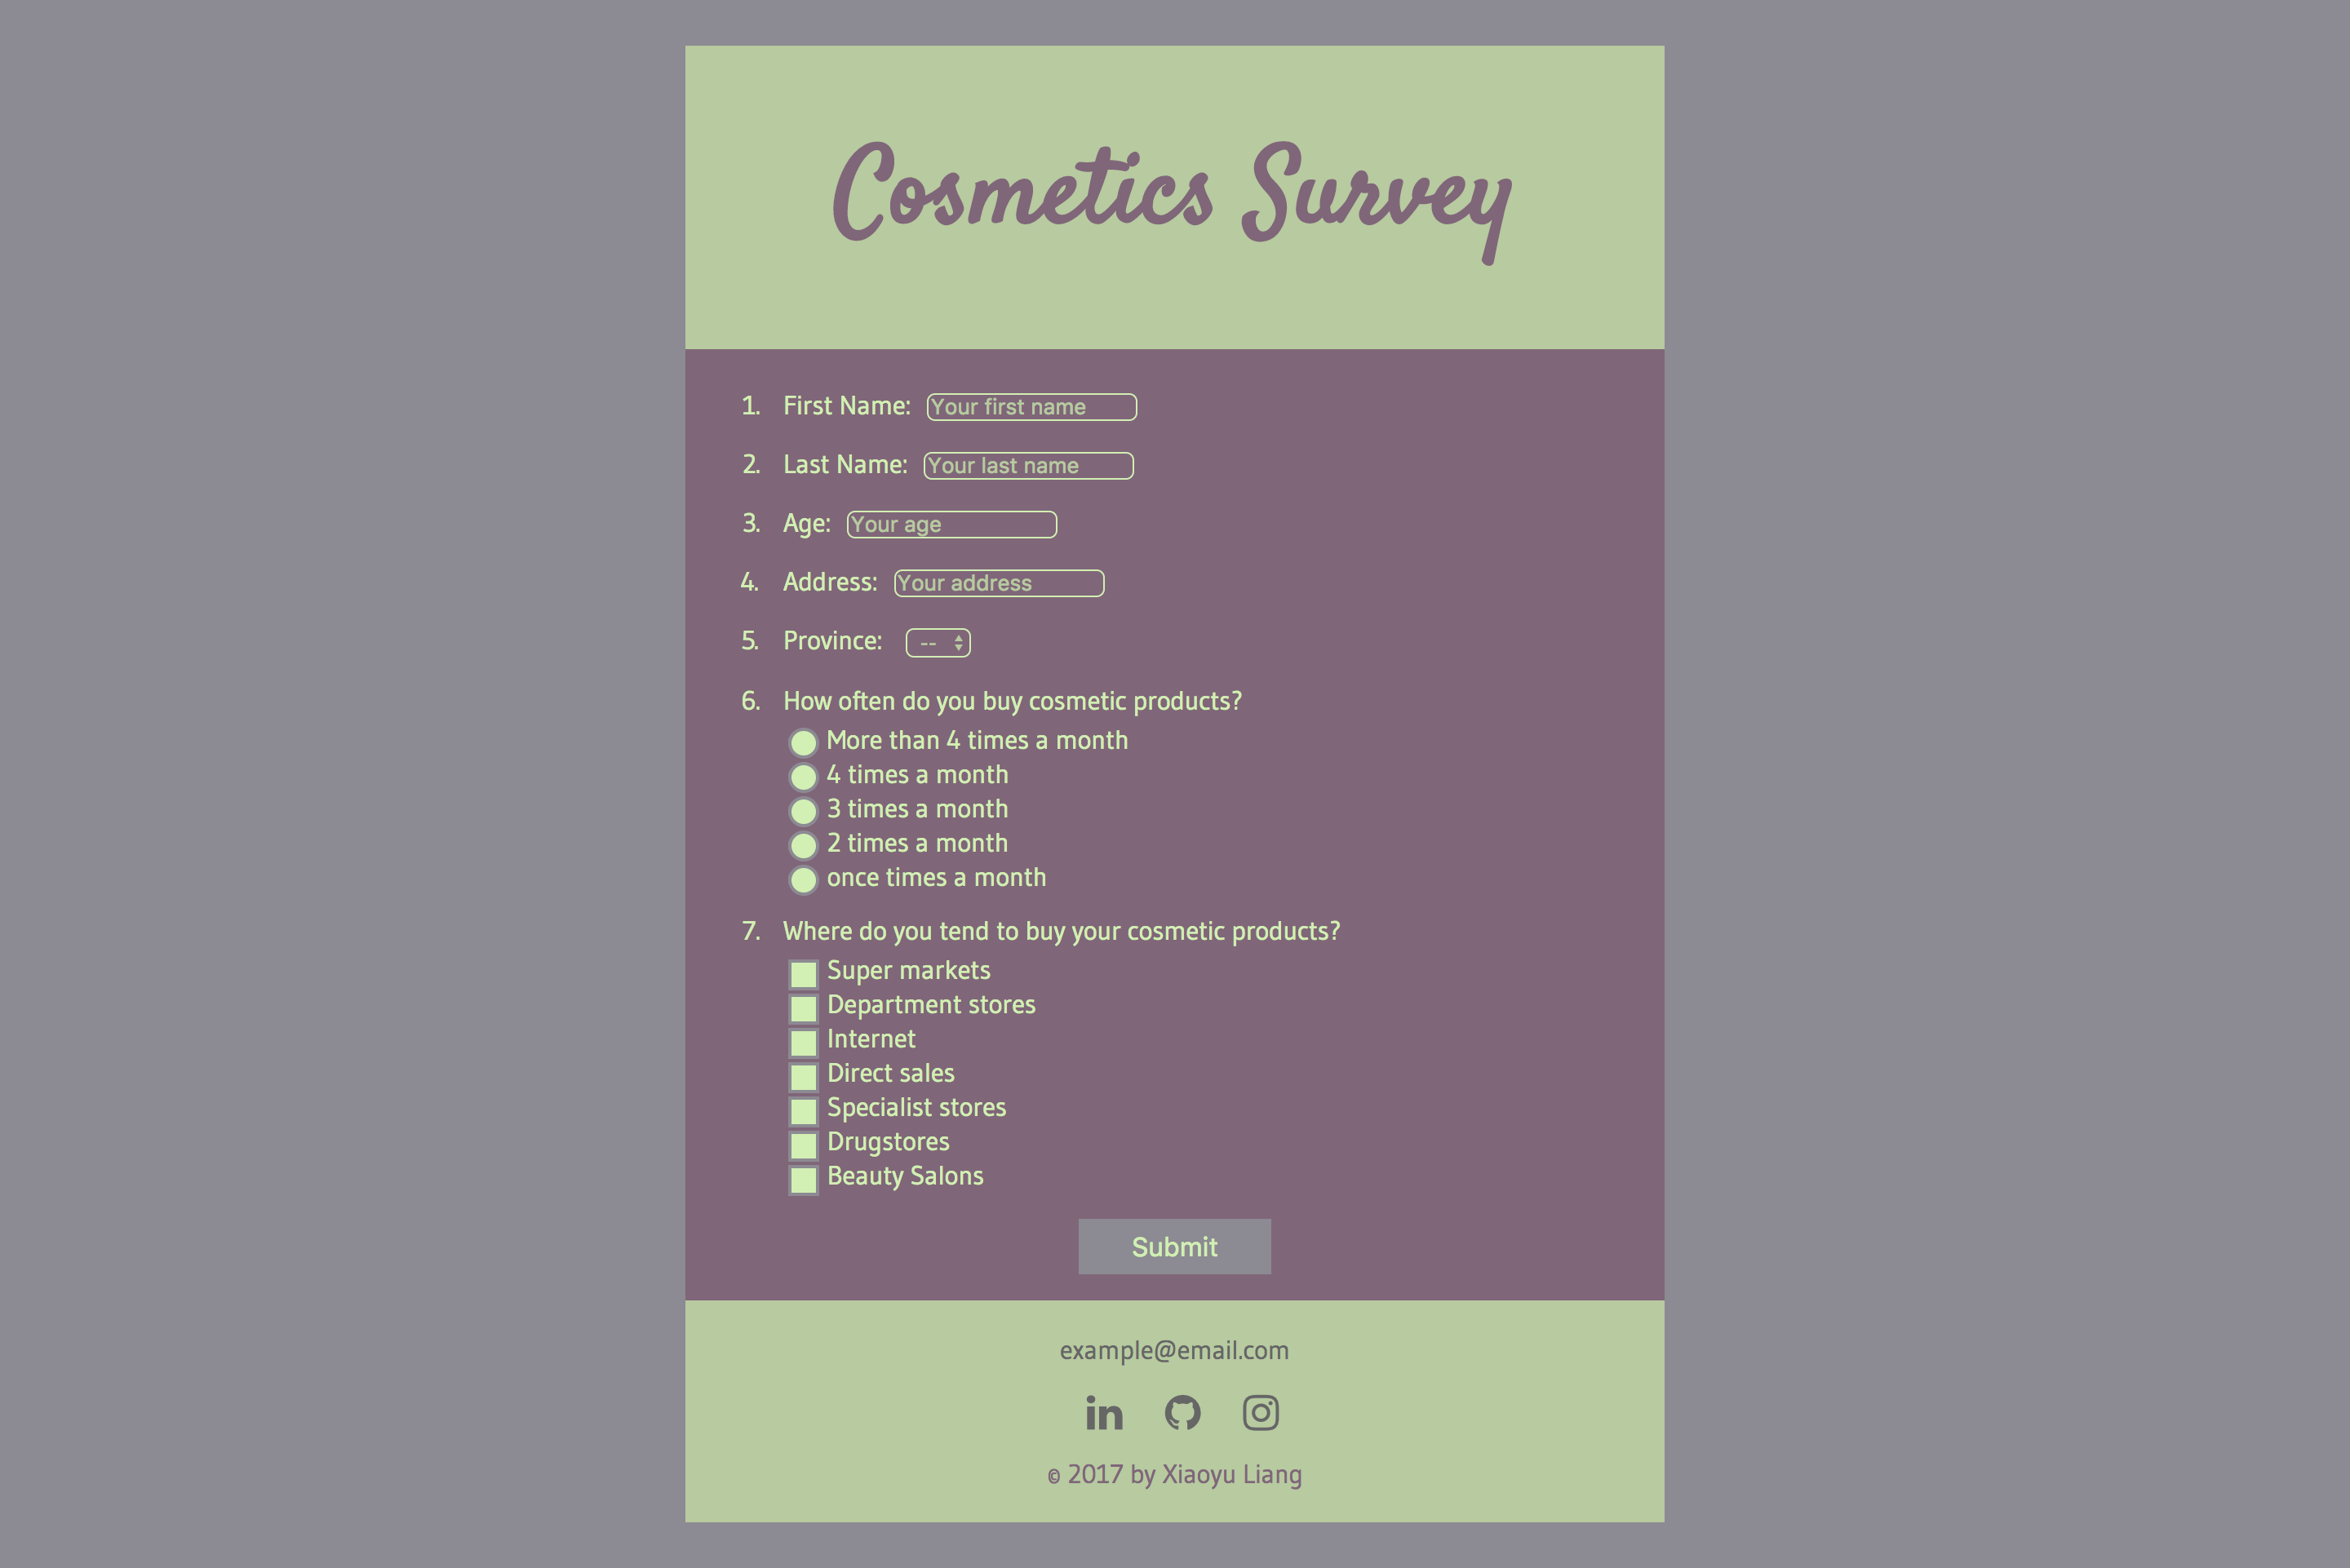 Cosmetics Survey
1. First Name: Your first name
2. Last Name: Your last name
3. Age: Your age
4. Address: Your address
5. Province: --
6. How often do you buy cosmetic products?
More than 4 times a month
4 times a month
3 times a month
2 times a month
once times a month
7. Where do you tend to buy your cosmetic products?
Super markets
Department stores
Internet
Direct sales
Specialist stores
Drugstores
Beauty Salons
Submit
example@email.com
in
© 2017 by Xiaoyu Liang